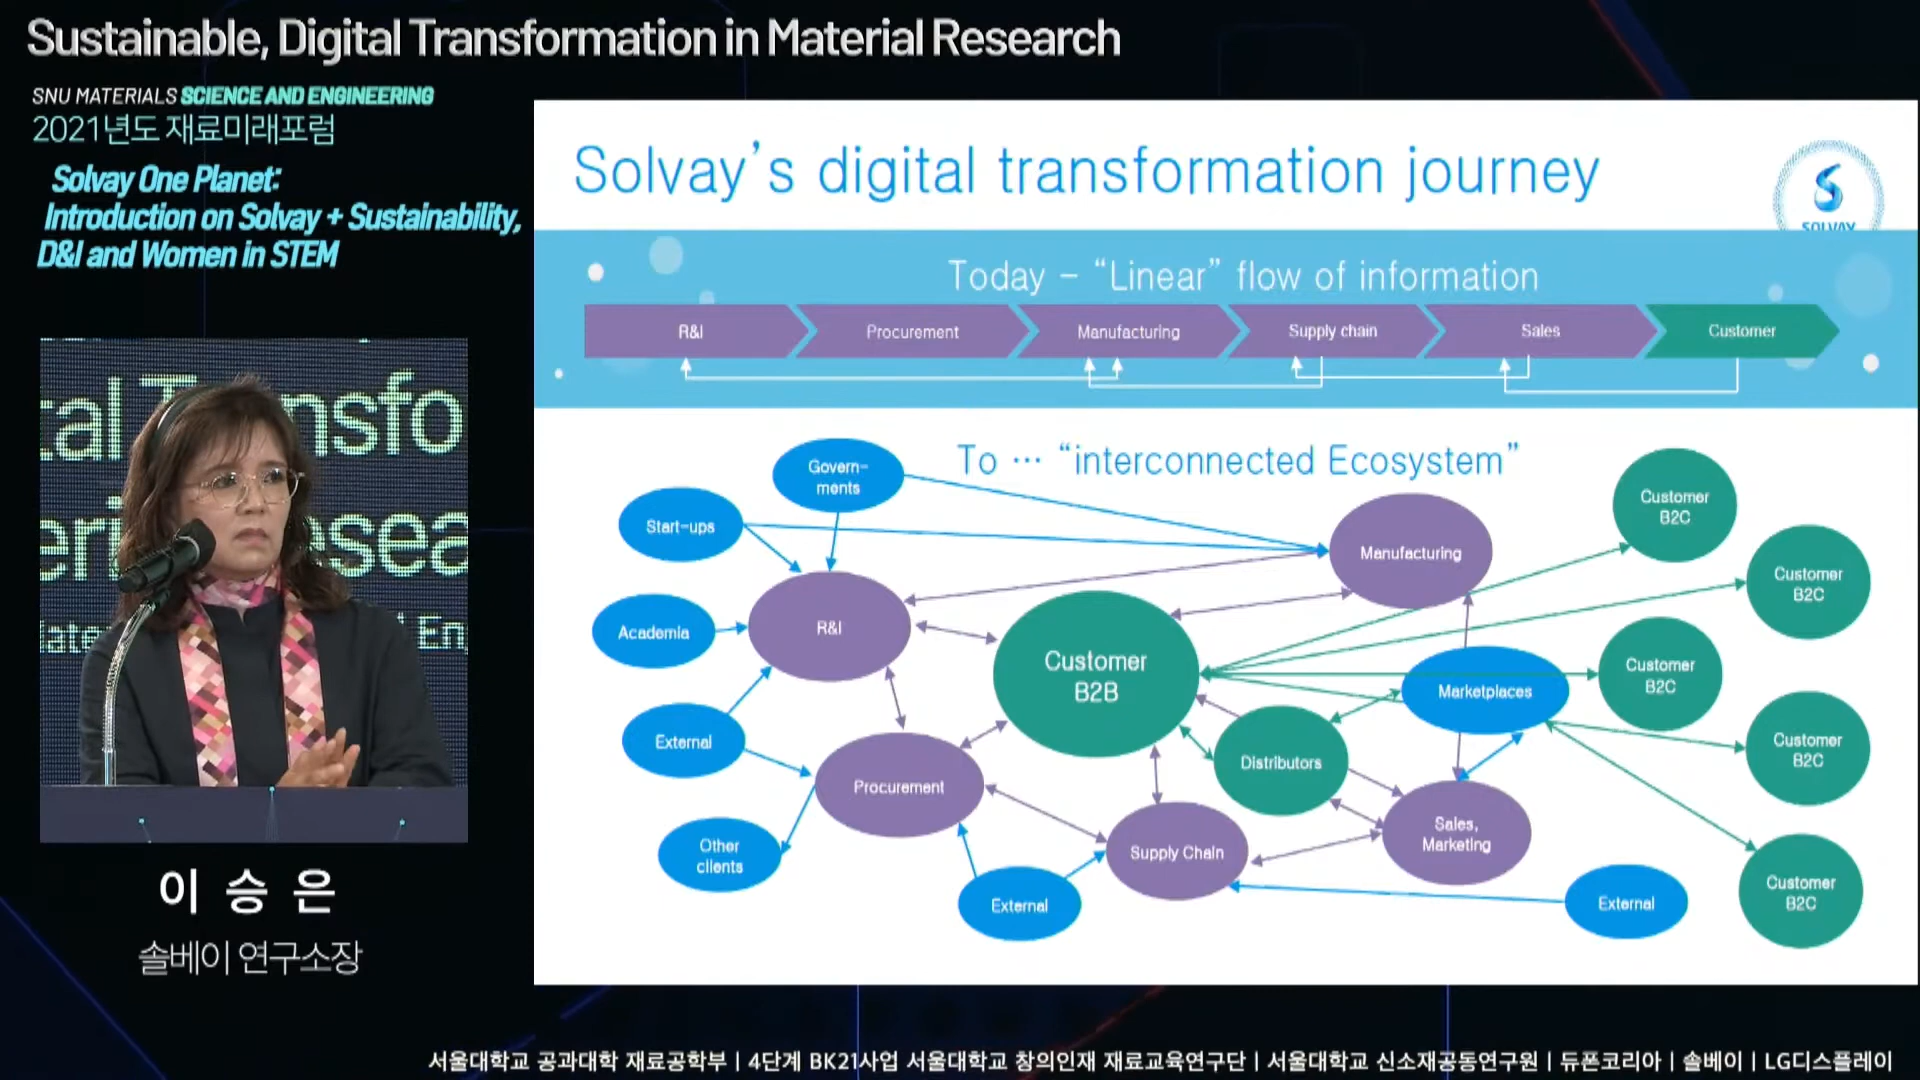 Sustainable, Digital Transformation in Material Research
SNU MATERIALS SCIENCE AND ENGINEERING
2021년도 재료미래포럼
Solvay One Planet:
Introduction on Solvay + Sustainability,
D&I and Women in STEM
tal Transfo
esea
이 승 은
솔베이 연구소장
Solvay's digital transformation journey
SOLVAY
Today – “Linear” flow of information
R&I
Procurement
Manufacturing
Supply chain
Sales
Customer
To ··· “interconnected Ecosystem”
Govern-
ments
Start-ups
Academia
External
Other
clients
R&I
Procurement
External
Customer
B2B
Supply Chain
Distributors
Manufacturing
Marketplaces
Sales,
Marketing
External
Customer
B2C
Customer
B2C
Customer
B2C
Customer
B2C
Customer
B2C
서울대학교 공과대학 재료공학부 | 4단계 BK21사업 서울대학교 창의인재 재료교육연구단 | 서울대학교 신소재공동연구원 | 듀폰코리아 | 솔베이 | LG디스플레이